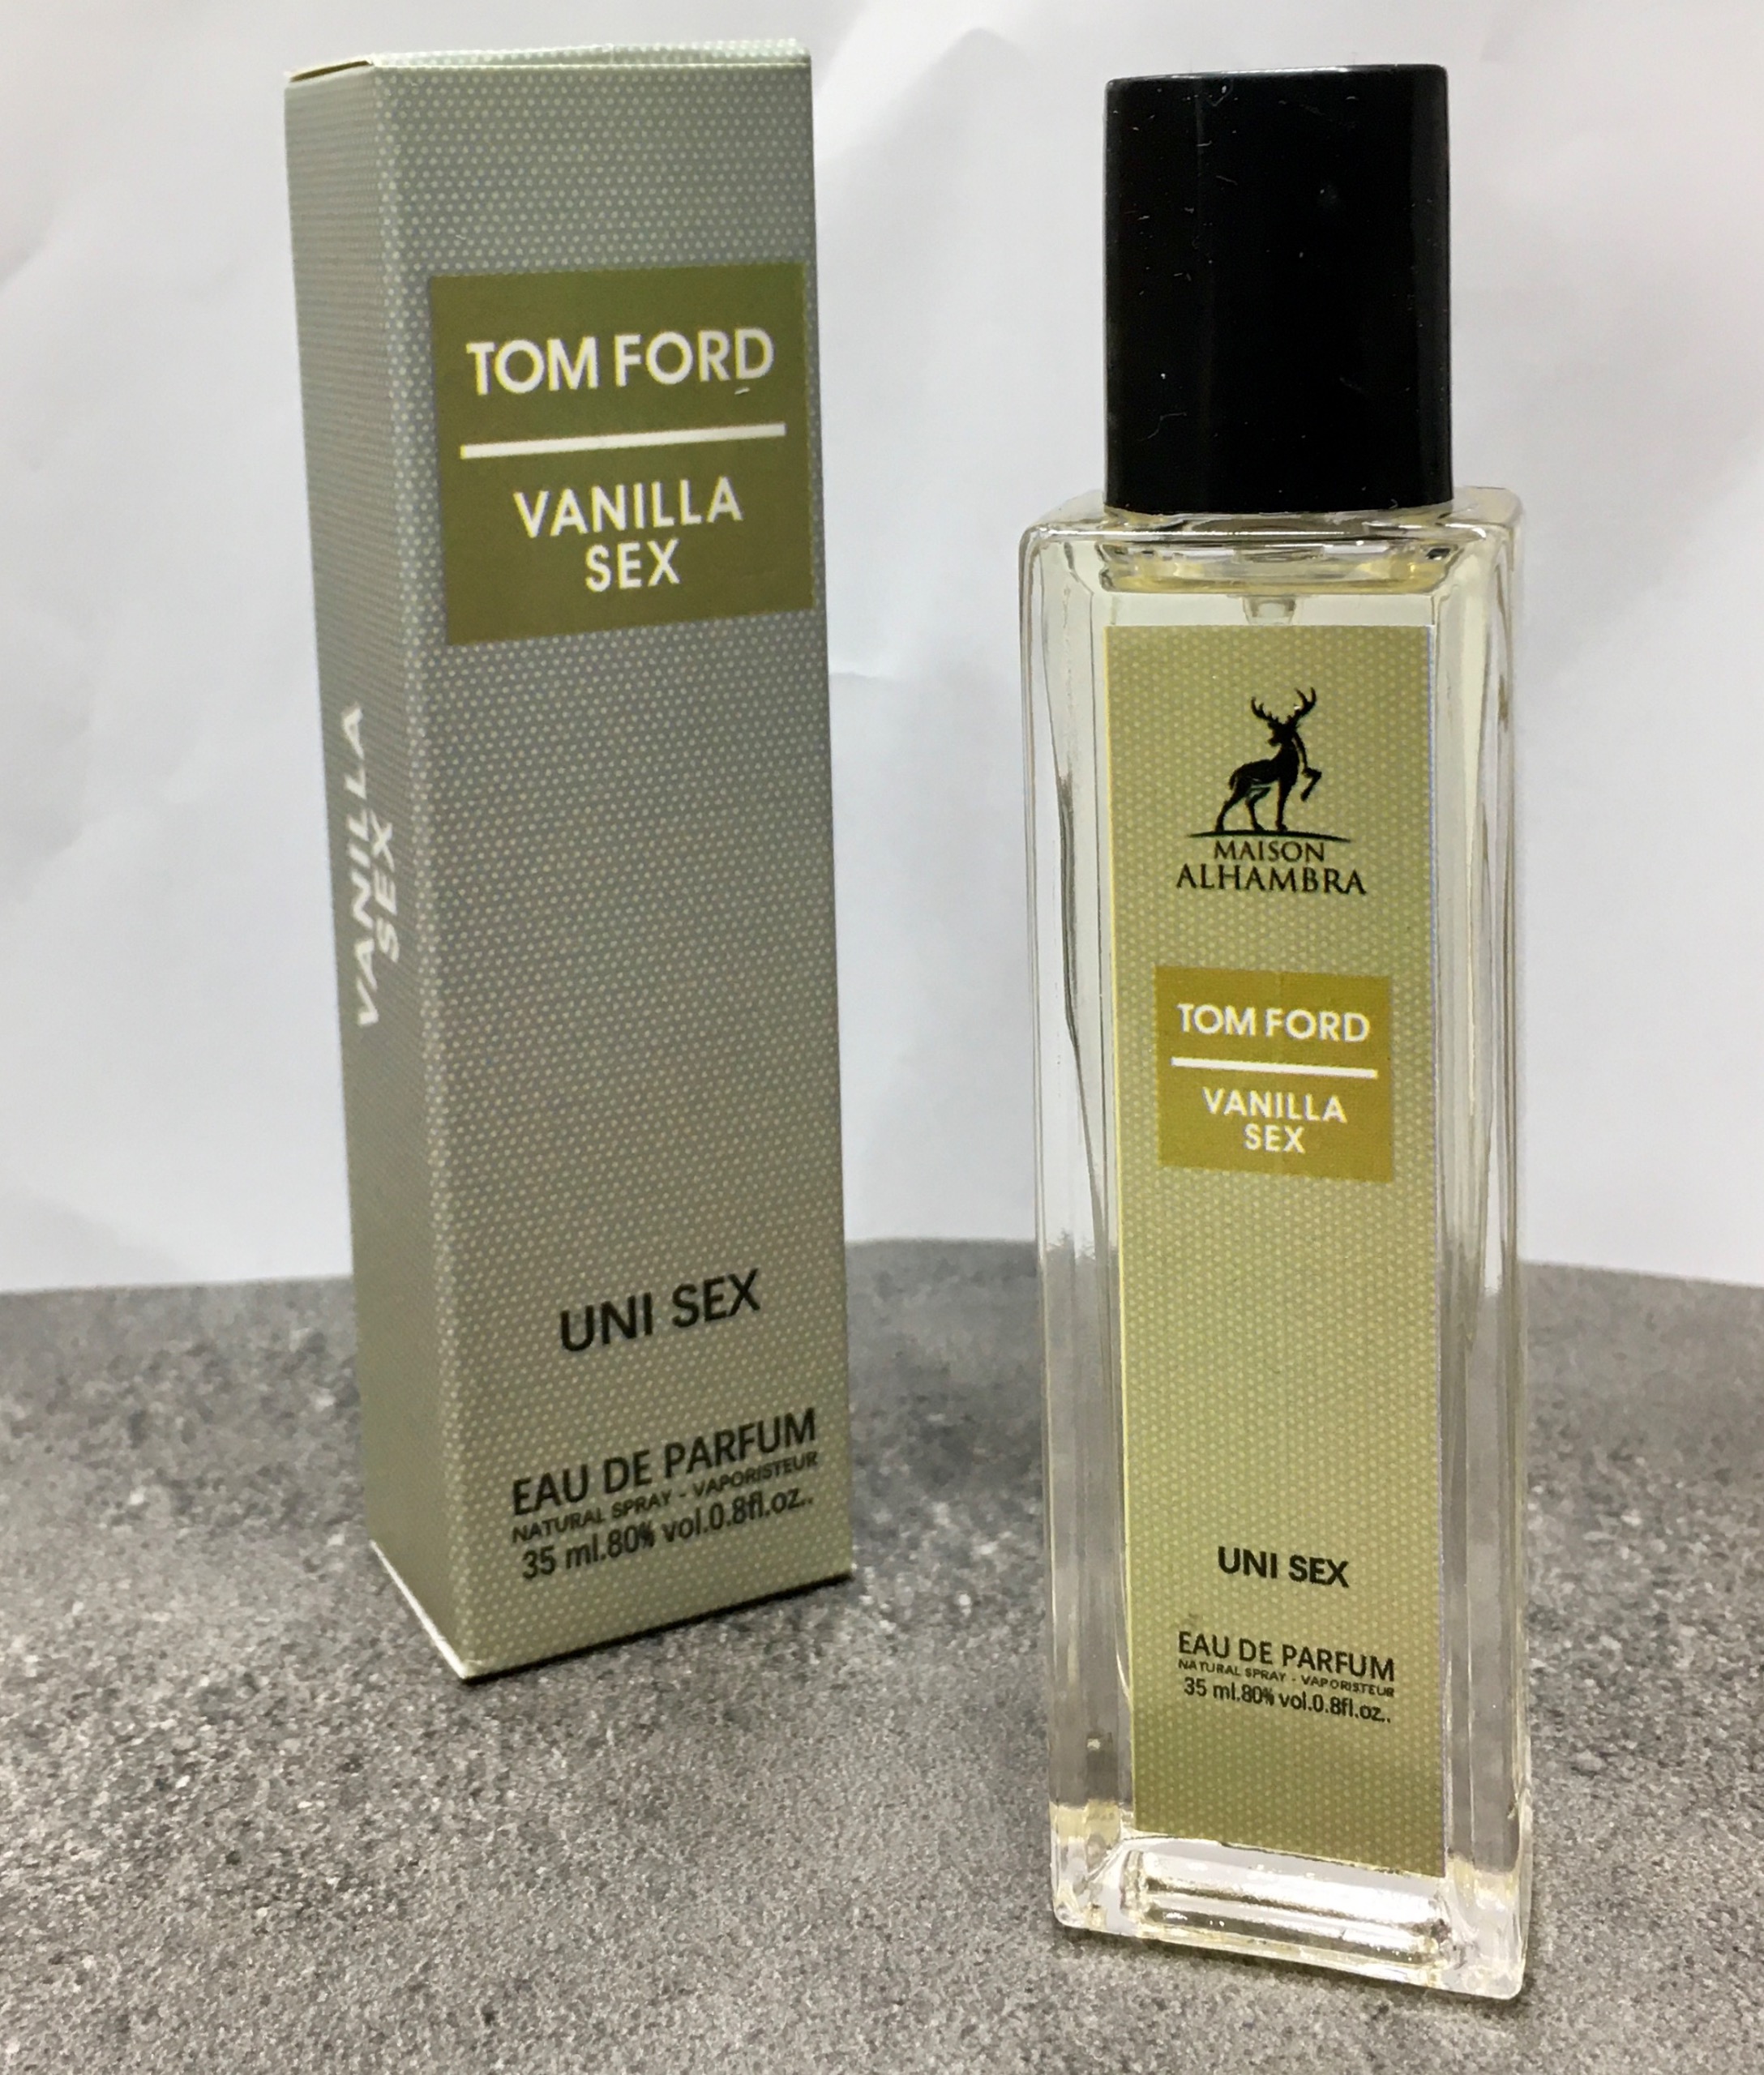 TOM FORD
VANILLA
SEX
VANILLA
SEX
UNI SEX
EAU DE PARFUM
NATURAL SPRAY - VAPORISTEUR
35 ml.80% vol.0.8fl.oz..
MAISON
ALHAMBRA
TOM FORD
VANILLA
SEX
UNI SEX
EAU DE PARFUM
NATURAL SPRAY - VAPORISTEUR
35 ml.80% vol.0.8fl.oz..